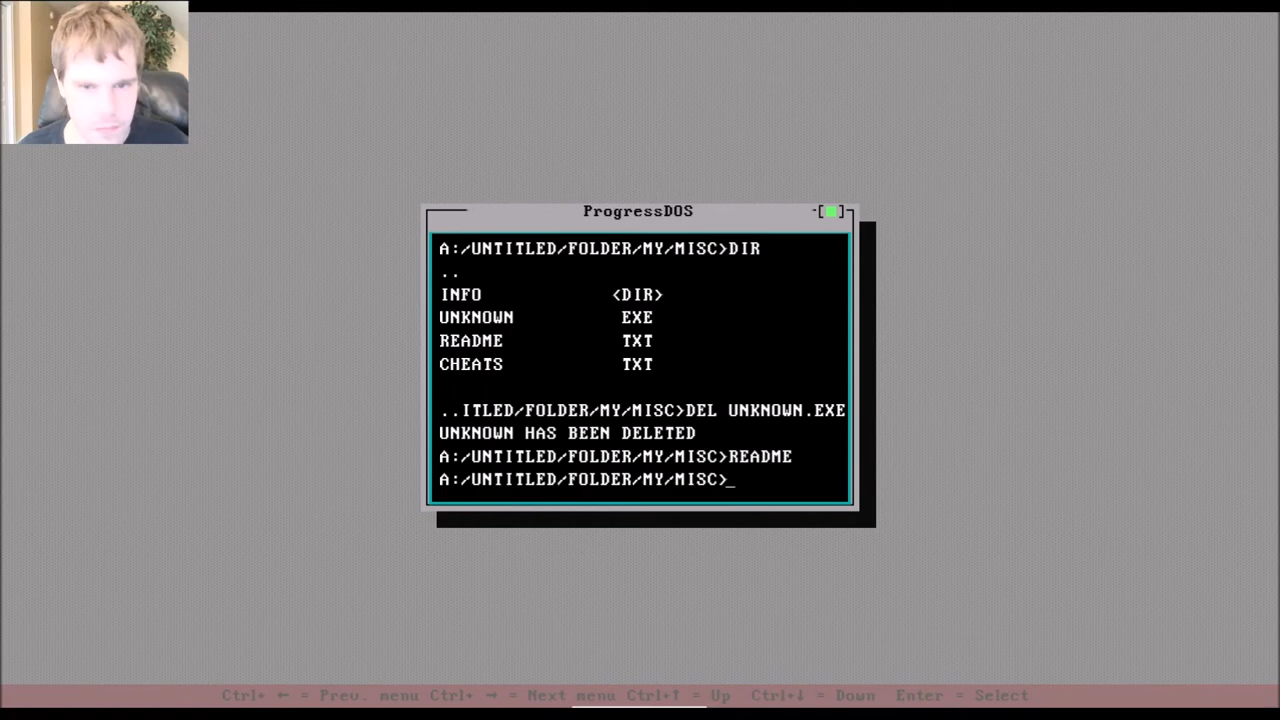 ProgressDOS
A:/UNTITLED/FOLDER/MY/MISC>DIR
..
INFO <DIR>
UNKNOWN EXE
README TXT
CHEATS TXT
..ITLED/FOLDER/MY/MISC>DEL UNKNOWN.EXE
UNKNOWN HAS BEEN DELETED
A:/UNTITLED/FOLDER/MY/MISC>README
A:/UNTITLED/FOLDER/MY/MISC>_
Ctrl+ ← = Prev. menu Ctrl+ → = Next menu Ctrl+↑ = Up Ctrl+↓ = Down Enter = Select